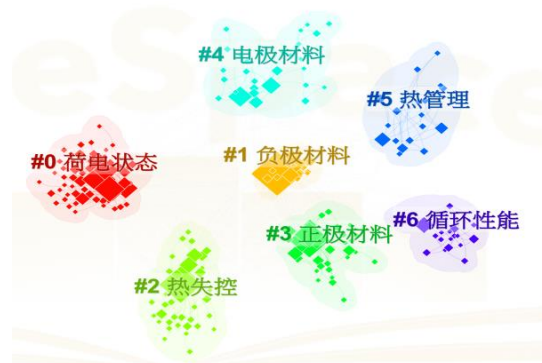 #4 电极材料
#5 热管理
#0 荷电状态
#1 负极材料
#6 循环性能
#3 正极材料
#2 热失控